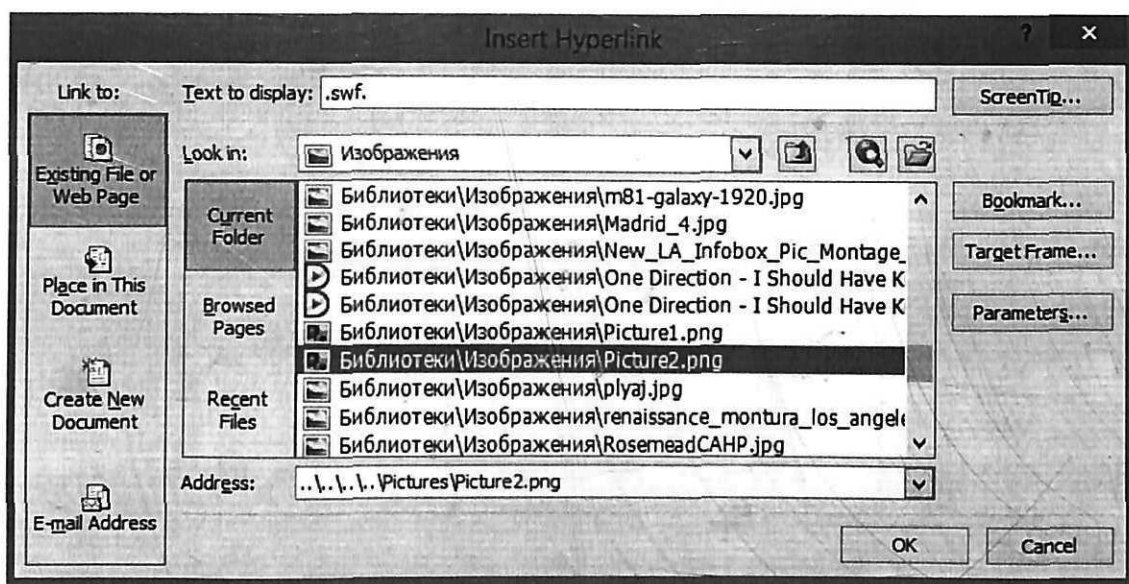 Insert Hyperlink
?
×
Link to:
Text to display: .swf.
ScreenTip...
Existing File or Web Page
Look in: Изображения
Current Folder
Библиотеки\Изображения\m81-galaxy-1920.jpg
Библиотеки\Изображения\Madrid_4.jpg
Библиотеки\Изображения\New_LA_Infobox_Pic_Montage_
Библиотеки\Изображения\One Direction - I Should Have K
Библиотеки\Изображения\One Direction - I Should Have K
Библиотеки\Изображения\Picture1.png
Библиотеки\Изображения\Picture2.png
Библиотеки\Изображения\plyaj.jpg
Библиотеки\Изображения\renaissance_montura_los_angele
Библиотеки\Изображения\RosemeadCAHP.jpg
Bookmark...
Target Frame...
Parameters...
Place in This Document
Browsed Pages
Create New Document
Recent Files
E-mail Address
Address: ..\..\..\..\Pictures\Picture2.png
OK
Cancel